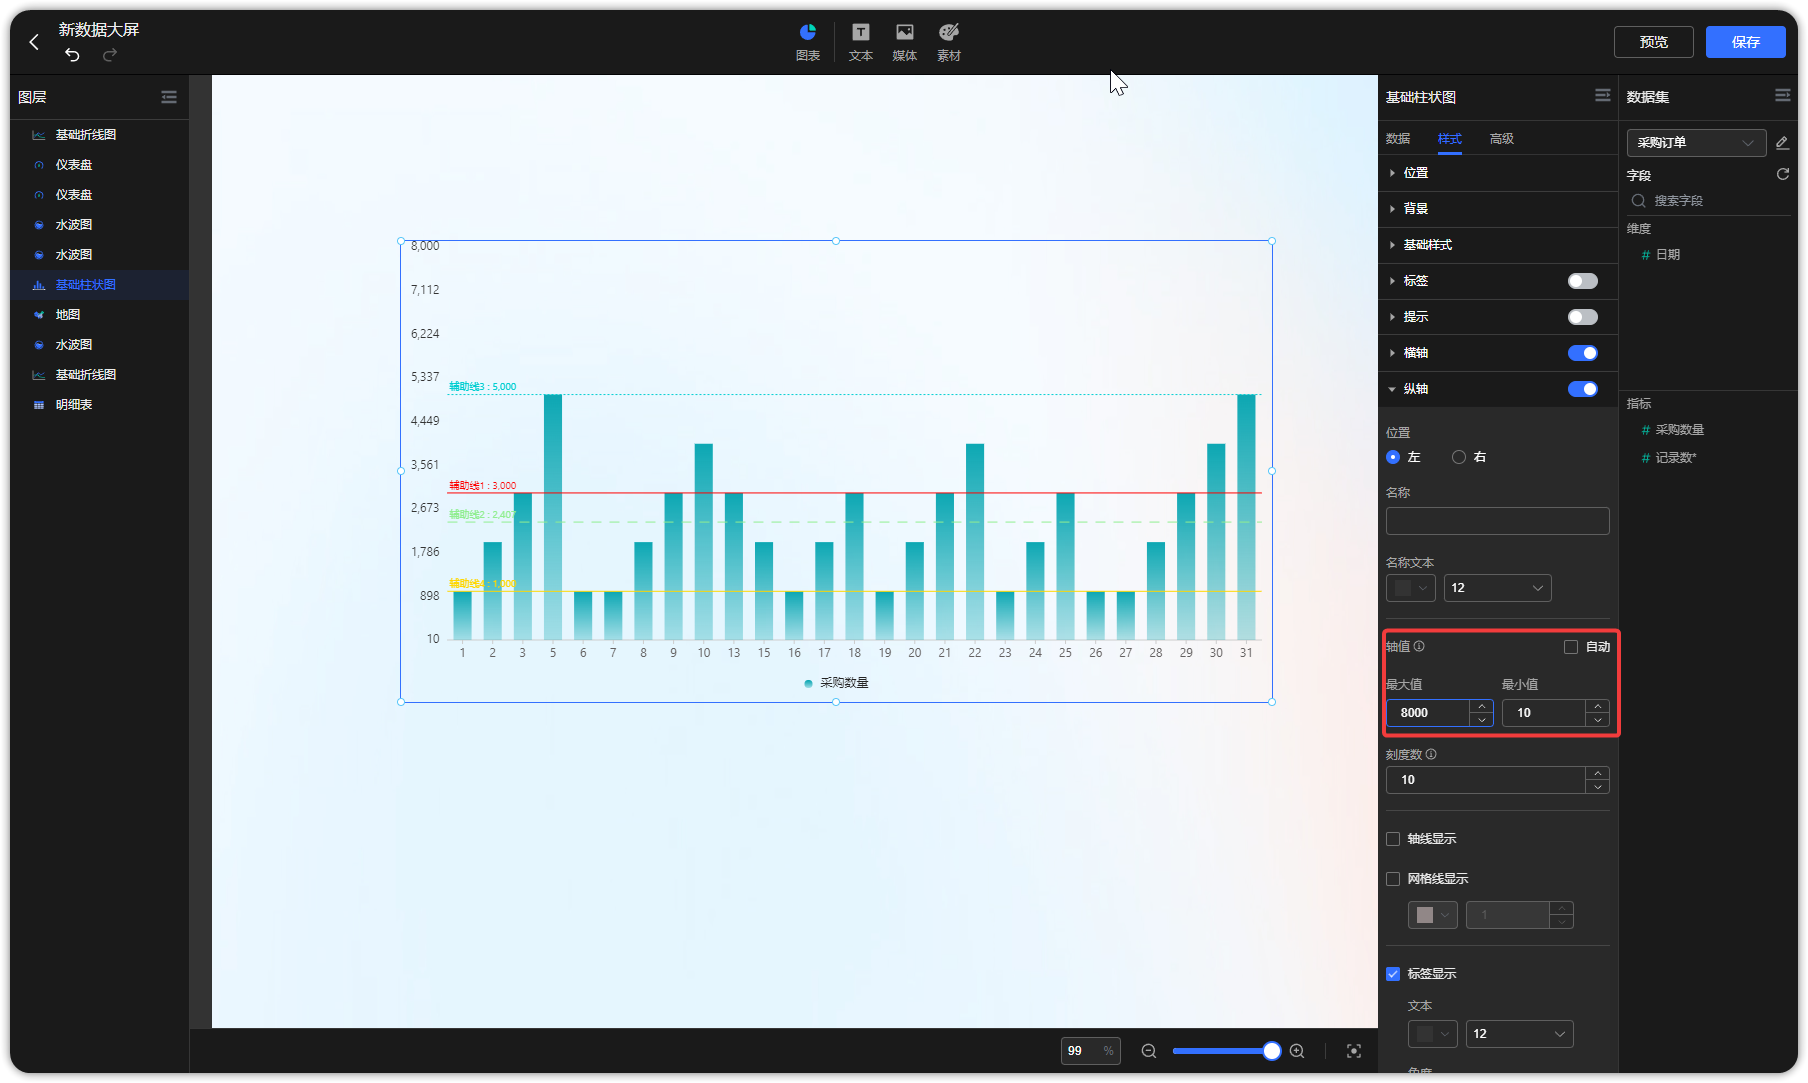 新数据大屏
图表
文本
媒体
素材
预览
保存
图层
基础折线图
仪表盘
仪表盘
水波图
水波图
基础柱状图
地图
水波图
基础折线图
明细表
8,000
7,112
6,224
5,337
4,449
3,561
2,673
1,786
898
10
辅助线3 : 5,000
辅助线1 : 3,000
辅助线2 : 2,407
辅助线4 : 1,000
1 2 3 5 6 7 8 9 10 13 15 16 17 18 19 20 21 22 23 24 25 26 27 28 29 30 31
采购数量
99 %
基础柱状图
数据 样式 高级
位置
背景
基础样式
标签
提示
横轴
纵轴
位置
左 右
名称
名称文本
12
轴值 自动
最大值 最小值
8000 10
刻度数
10
轴线显示
网格线显示
1
标签显示
文本
12
角度
数据集
采购订单
字段
搜索字段
维度
# 日期
指标
# 采购数量
# 记录数*